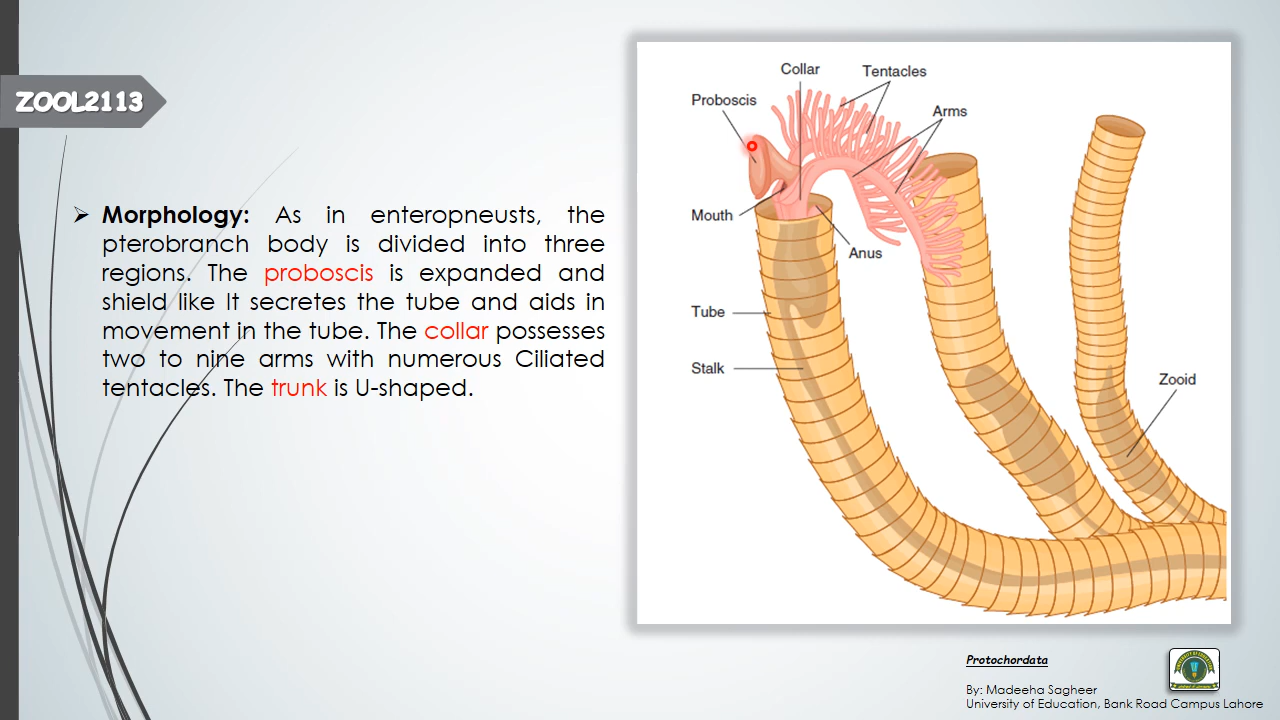 ZOOL2113
➢ Morphology: As in enteropneusts, the
pterobranch body is divided into three
regions. The proboscis is expanded and
shield like It secretes the tube and aids in
movement in the tube. The collar possesses
two to nine arms with numerous Ciliated
tentacles. The trunk is U-shaped.
Collar
Tentacles
Proboscis
Arms
Mouth
Anus
Tube
Stalk
Zooid
Protochordata
By: Madeeha Sagheer
University of Education, Bank Road Campus Lahore